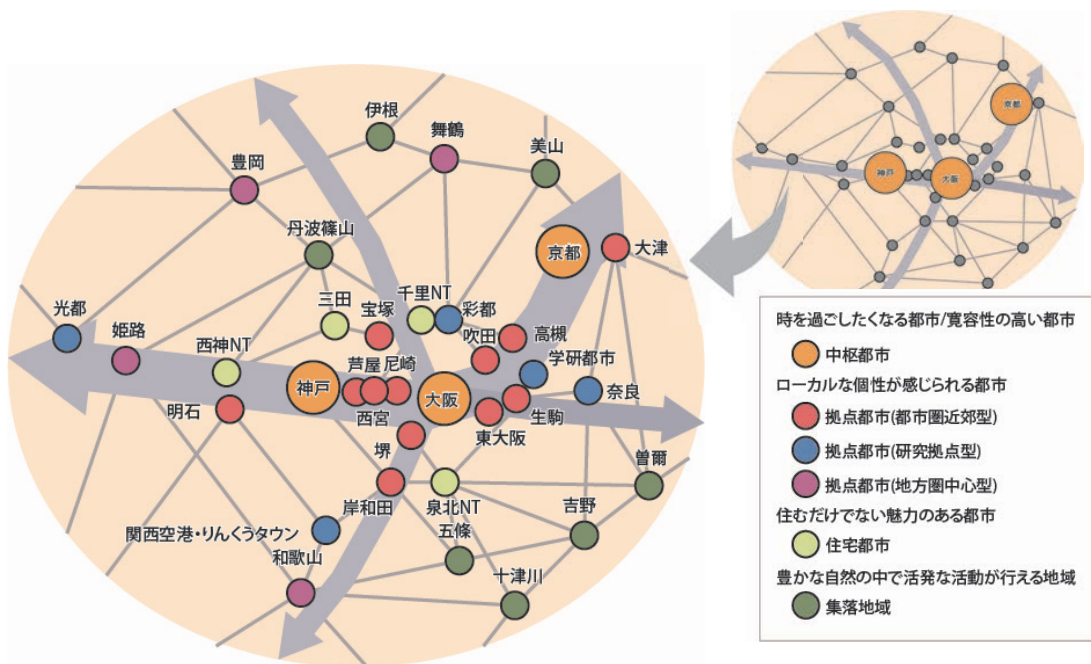 伊根
舞鶴
美山
豊岡
丹波篠山
京都
大津
光都
姫路
三田
宝塚
千里NT
彩都
吹田
高槻
学研都市
西神NT
芦屋
尼崎
神戸
大阪
奈良
明石
西宮
東大阪
生駒
堺
曽爾
岸和田
泉北NT
吉野
関西空港・りんくうタウン
五條
和歌山
十津川
京都
神戸
大阪
時を過ごしたくなる都市/寛容性の高い都市
中枢都市
ローカルな個性が感じられる都市
拠点都市(都市圏近郊型)
拠点都市(研究拠点型)
拠点都市(地方圏中心型)
住むだけでない魅力のある都市
住宅都市
豊かな自然の中で活発な活動が行える地域
集落地域